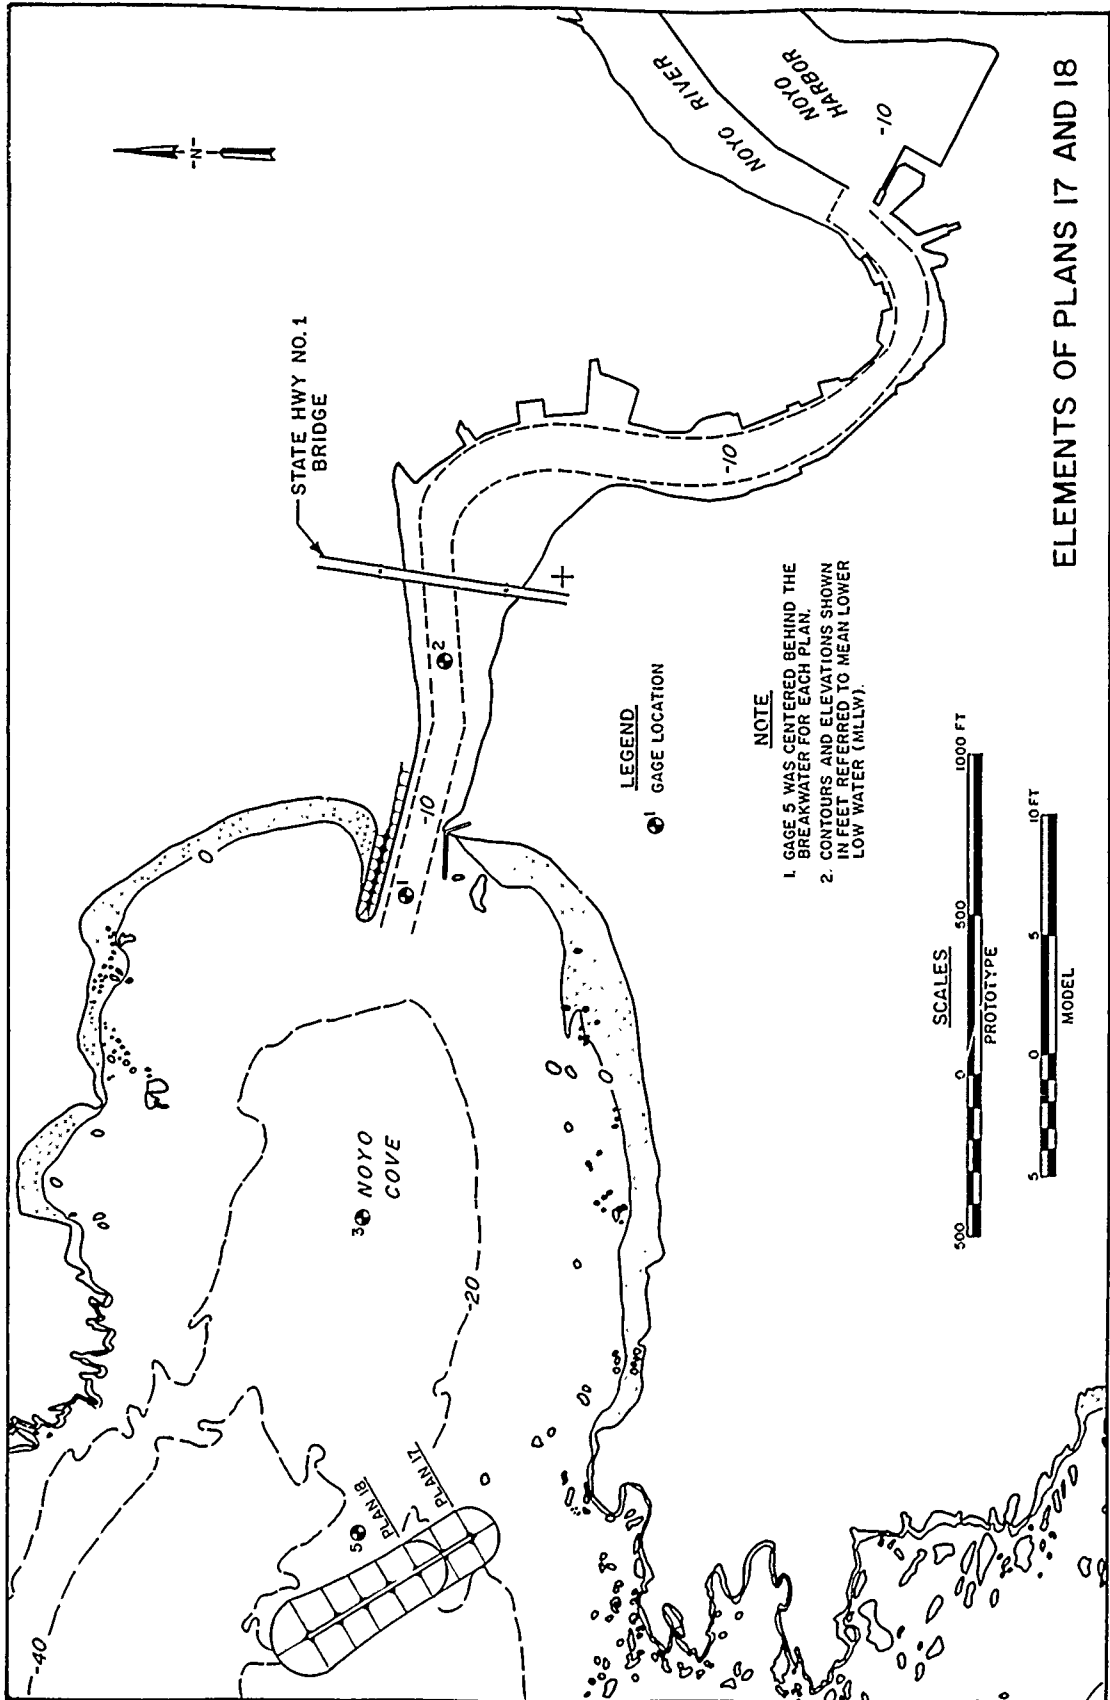 ELEMENTS OF PLANS 17 AND 18
-N-
STATE HWY NO. 1
BRIDGE
NOYO RIVER
NOYO
HARBOR
-10
-10
-10
2
1
0
0
0
NOYO
COVE
3
-20
-40
5
PLAN 18
PLAN 17
LEGEND
1 GAGE LOCATION
NOTE
1. GAGE 5 WAS CENTERED BEHIND THE
BREAKWATER FOR EACH PLAN.
2. CONTOURS AND ELEVATIONS SHOWN
IN FEET REFERRED TO MEAN LOWER
LOW WATER (MLLW).
SCALES
500 0 500 1000 FT
PROTOTYPE
5 0 5 10 FT
MODEL